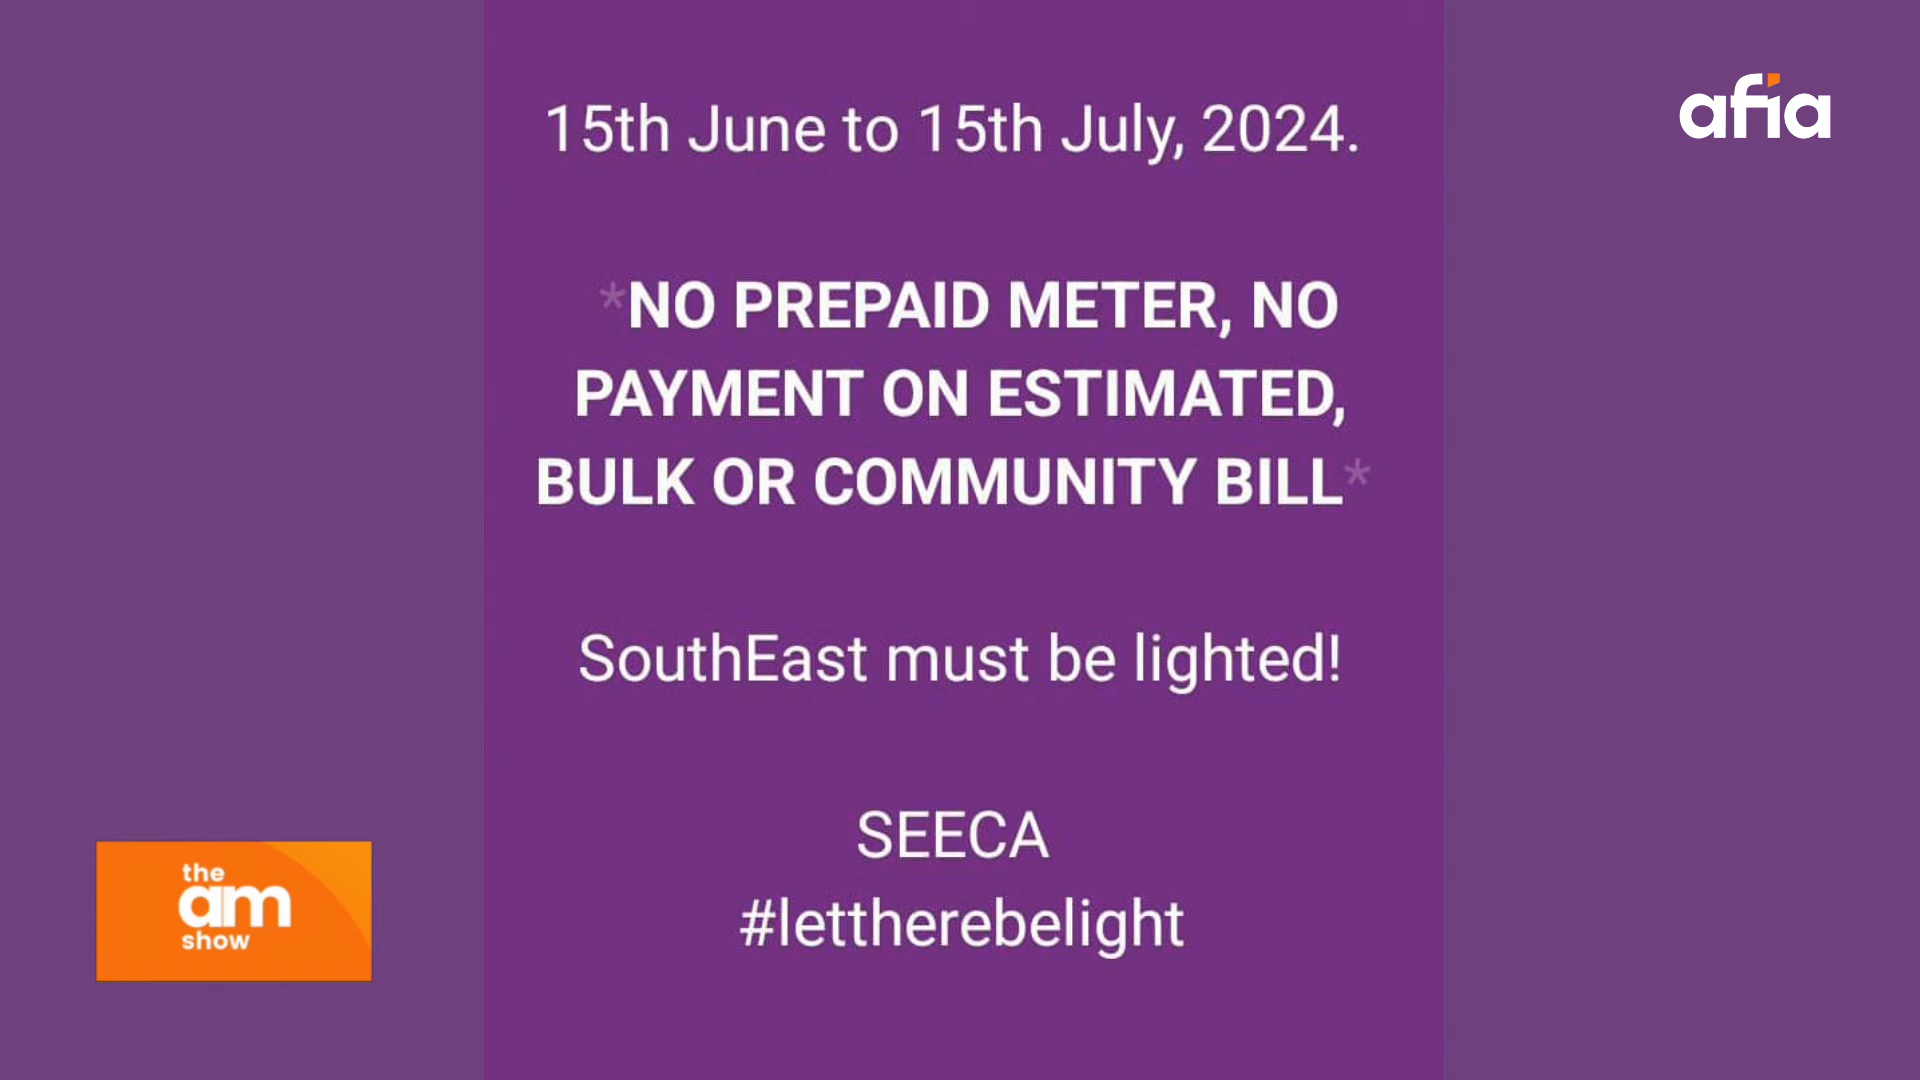 15th June to 15th July, 2024.
afia
*NO PREPAID METER, NO
PAYMENT ON ESTIMATED,
BULK OR COMMUNITY BILL*
SouthEast must be lighted!
SEECA
#lettherebelight
the
am
show